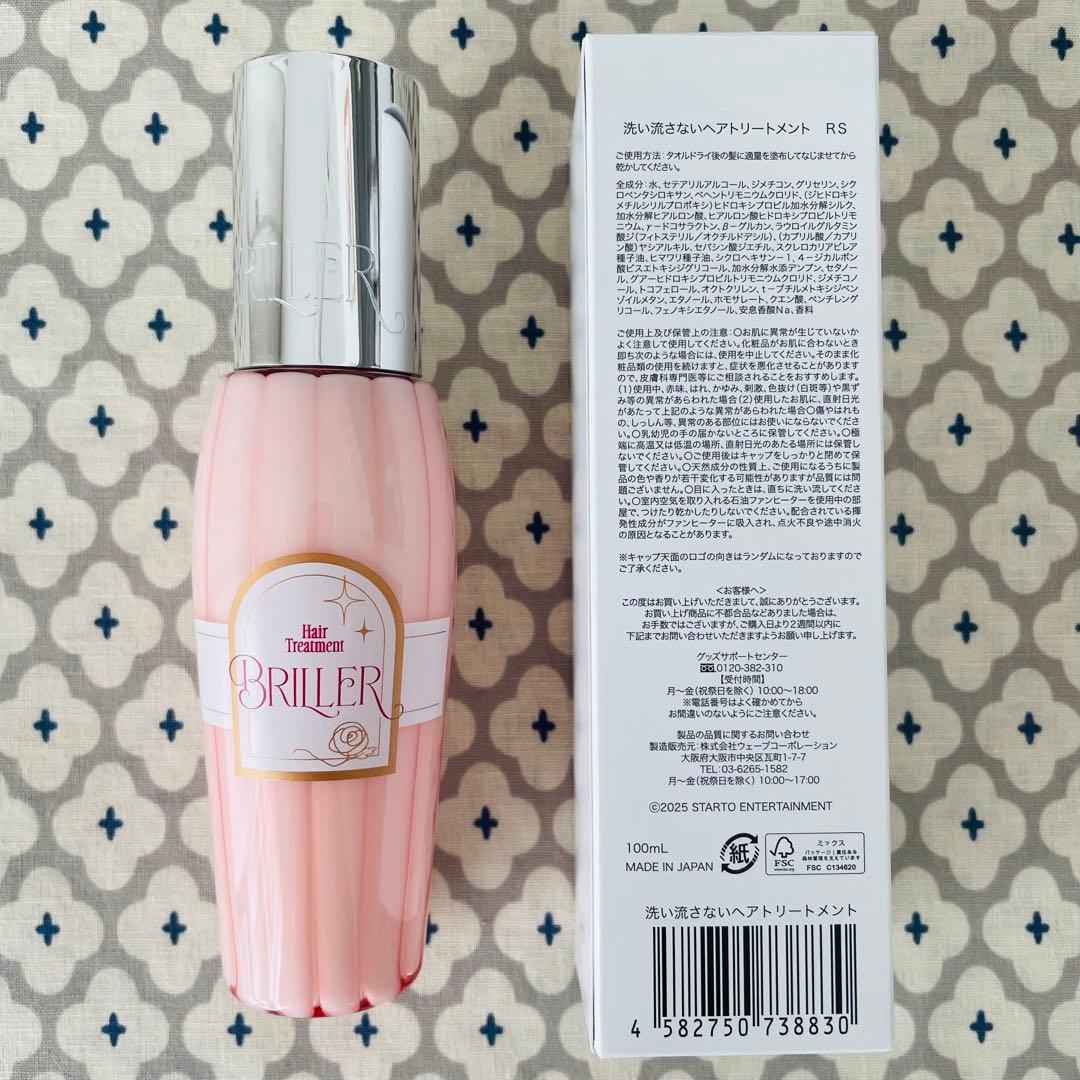 BRILLER
Hair
Treatment
BRILLER
洗い流さないヘアトリートメント RS
ご使用方法:タオルドライ後の髪に適量を塗布してなじませてから
乾かしてください。
全成分:水、セテアリルアルコール、ジメチコン、グリセリン、シク
ロペンタシロキサン、ベヘントリモニウムクロリド、(ジヒドロキシ
メチルシリルプロポキシ)ヒドロキシプロピル加水分解シルク、
加水分解ヒアルロン酸、ヒアルロン酸ヒドロキシプロピルトリモ
ニウム、γードコサラクトン、β-グルカン、ラウロイルグルタミン
酸ジ(フィトステリル/オクチルドデシル)、(カプリル酸/カプリ
ン酸)ヤシアルキル、セバシン酸ジエチル、スクレロカリアビレア
種子油、ヒマワリ種子油、シクロヘキサン-1,4-ジカルボン
酸ビスエトキシジグリコール、加水分解水添デンプン、セタノー
ル、グアーヒドロキシプロピルトリモニウムクロリド、ジメチコノ
ール、トコフェロール、オクトクリレン、t-ブチルメトキシジベン
ゾイルメタン、エタノール、ホモサレート、クエン酸、ペンチレング
リコール、フェノキシエタノール、安息香酸Na、香料
ご使用上及び保管上の注意:〇お肌に異常が生じていないか
よく注意して使用してください。化粧品がお肌に合わないとき
即ち次のような場合には、使用を中止してください。そのまま化
粧品類の使用を続けますと、症状を悪化させることがあります
ので、皮膚科専門医等にご相談されることをおすすめします。
(1)使用中、赤味、はれ、かゆみ、刺激、色抜け(白斑等)や黒ず
み等の異常があらわれた場合(2)使用したお肌に、直射日光
があたって上記のような異常があらわれた場合〇傷やはれも
の、しっしん等、異常のある部位にはお使いにならないでくださ
い。〇乳幼児の手の届かないところに保管してください。〇極
端に高温又は低温の場所、直射日光のあたる場所には保管し
ないでください。〇ご使用後はキャップをしっかりと閉めて保
管してください。〇天然成分の性質上、ご使用になるうちに製
品の色や香りが若干変化する可能性がありますが品質には問
題ございません。〇目に入ったときは、直ちに洗い流してくださ
い。〇室内空気を取り入れる石油ファンヒーターを使用中の部
屋で、つけたり乾かしたりしないでください。配合されている揮
発性成分がファンヒーターに吸入され、点火不良や途中消火
の原因となることがあります。
※キャップ天面のロゴの向きはランダムになっておりますので
ご了承ください。
<お客様へ>
この度はお買い上げいただきまして、誠にありがとうございます。
お買い上げ商品に不都合品などありました場合は、
お手数ではございますが、ご購入日より2週間以内に
下記までお問い合わせいただきますようお願い申し上げます。
グッズサポートセンター
0120-382-310
【受付時間】
月～金(祝祭日を除く) 10:00～18:00
※電話番号はよく確かめてから
お間違いのないようにご注意ください。
製品の品質に関するお問い合わせ
製造販売元:株式会社ウェーブコーポレーション
大阪府大阪市中央区瓦町1-7-7
TEL:03-6265-1582
月～金(祝祭日を除く) 10:00～17:00
©2025 STARTO ENTERTAINMENT
100mL
MADE IN JAPAN
紙
FSC
www.fsc.org
ミックス
パッケージ|責任ある
森林管理を支えています
FSC C134620
洗い流さないヘアトリートメント
4 582750 738830